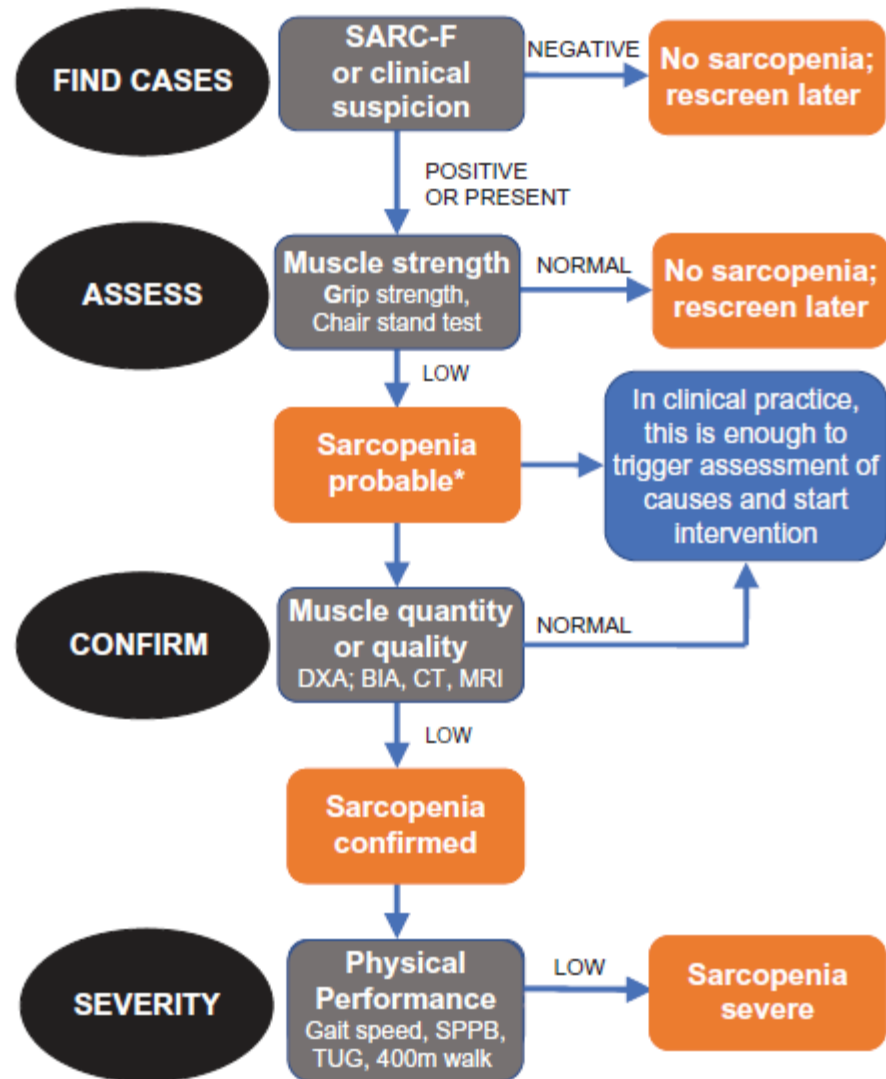 FIND CASES
SARC-F
or clinical
suspicion
NEGATIVE
No sarcopenia;
rescreen later
POSITIVE
OR PRESENT
ASSESS
Muscle strength
Grip strength,
Chair stand test
NORMAL
No sarcopenia;
rescreen later
LOW
Sarcopenia
probable*
In clinical practice,
this is enough to
trigger assessment of
causes and start
intervention
CONFIRM
Muscle quantity
or quality
DXA; BIA, CT, MRI
NORMAL
LOW
Sarcopenia
confirmed
SEVERITY
Physical
Performance
Gait speed, SPPB,
TUG, 400m walk
LOW
Sarcopenia
severe